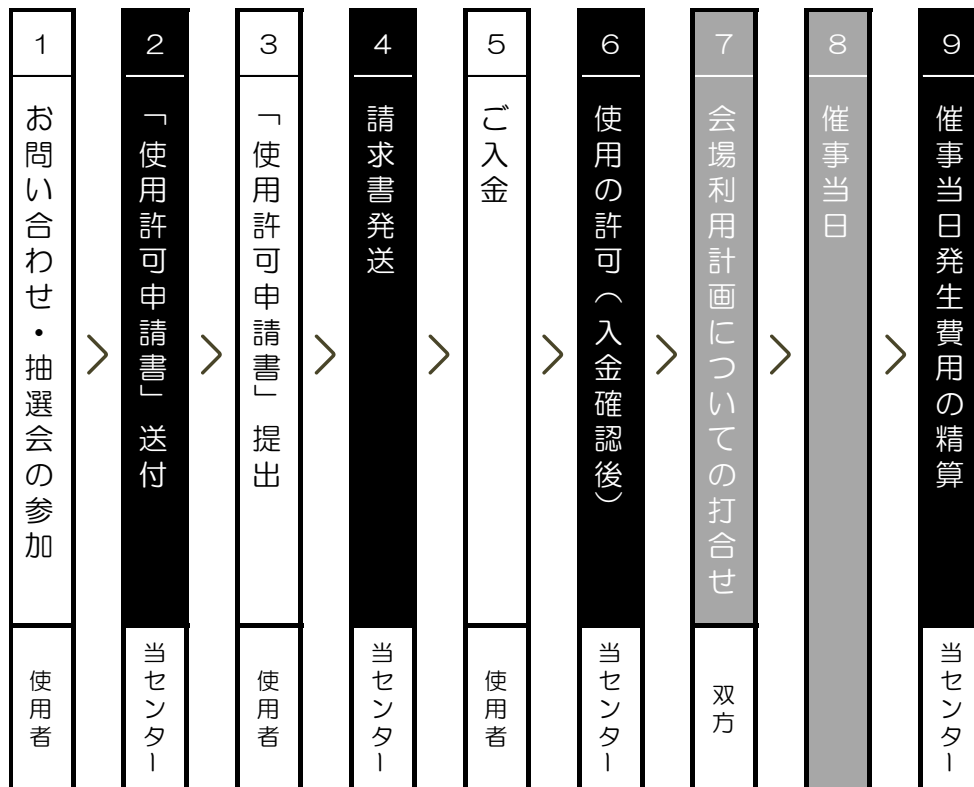 1
お問い合わせ・抽選会の参加
使用者
2
「使用許可申請書」送付
当センター
3
「使用許可申請書」提出
使用者
4
請求書発送
当センター
5
ご入金
使用者
6
使用の許可(入金確認後)
当センター
7
会場利用計画についての打合せ
双方
8
催事当日
9
催事当日発生費用の精算
当センター